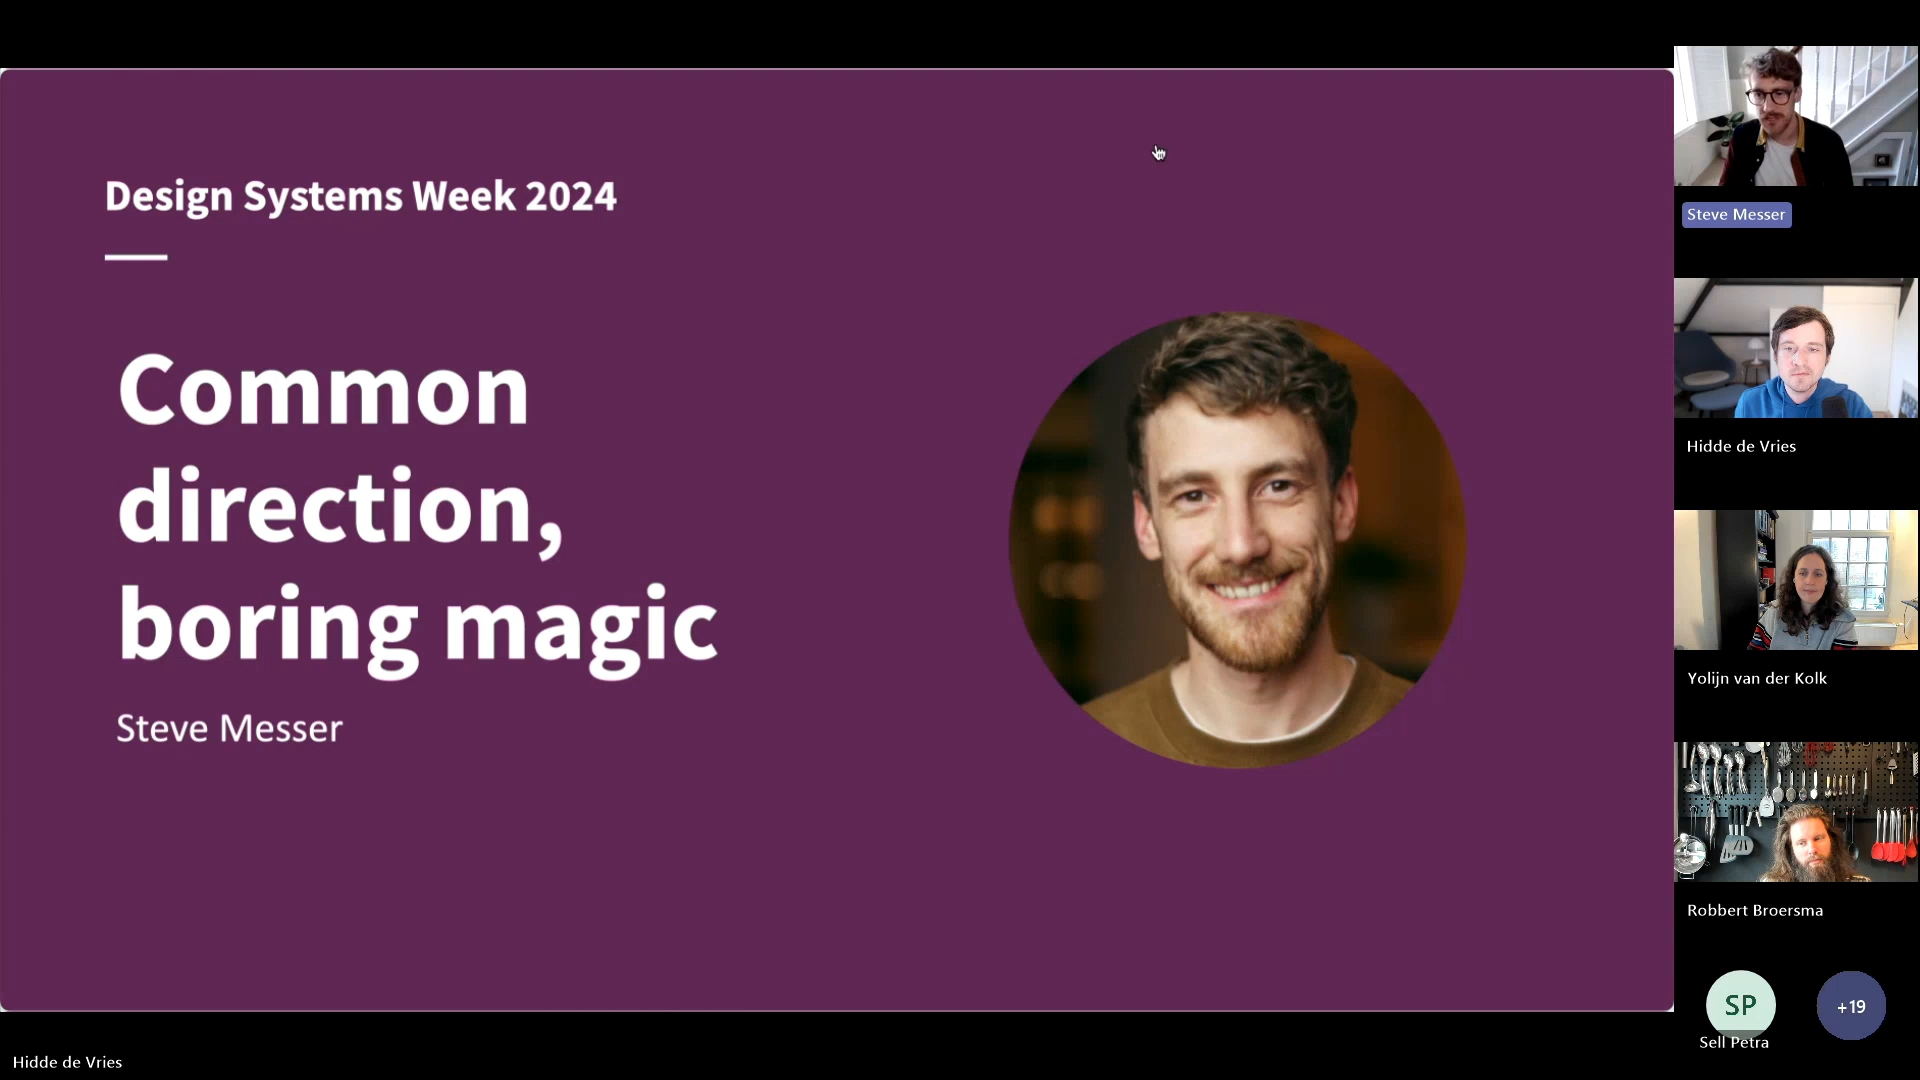 Design Systems Week 2024
Common
direction,
boring magic
Steve Messer
Steve Messer
Hidde de Vries
Yolijn van der Kolk
Robbert Broersma
SP
+19
Sell Petra
Hidde de Vries